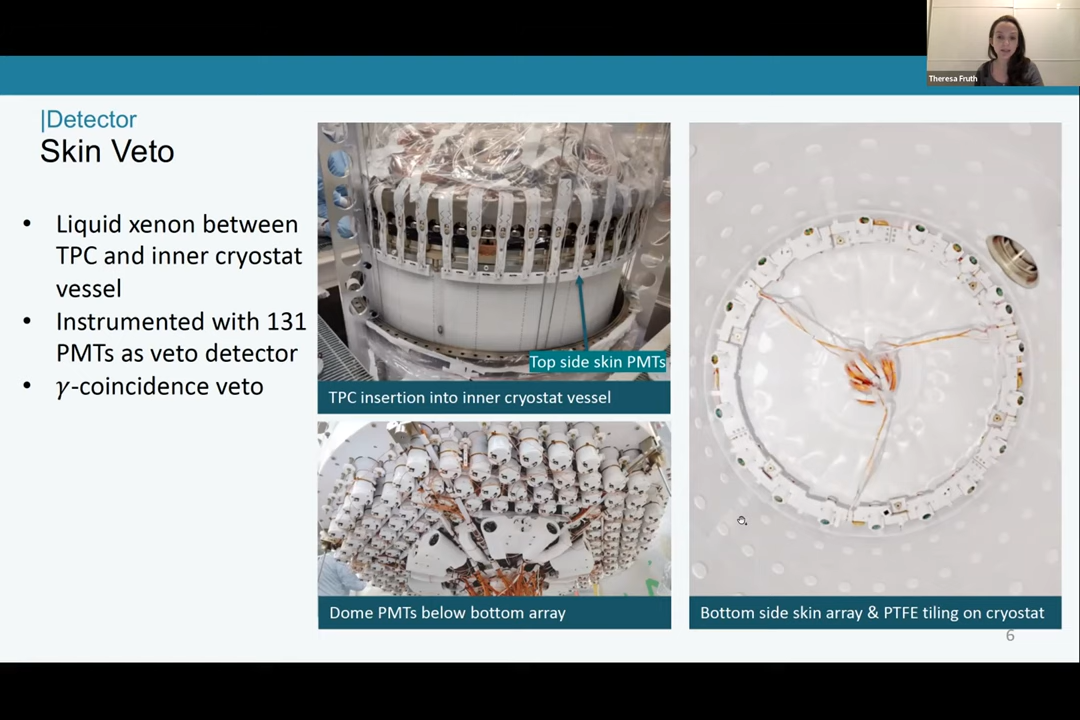 Theresa Fruth
|Detector
Skin Veto
• Liquid xenon between
TPC and inner cryostat
vessel
• Instrumented with 131
PMTs as veto detector
• γ-coincidence veto
Top side skin PMTs
TPC insertion into inner cryostat vessel
Dome PMTs below bottom array
Bottom side skin array & PTFE tiling on cryostat
6